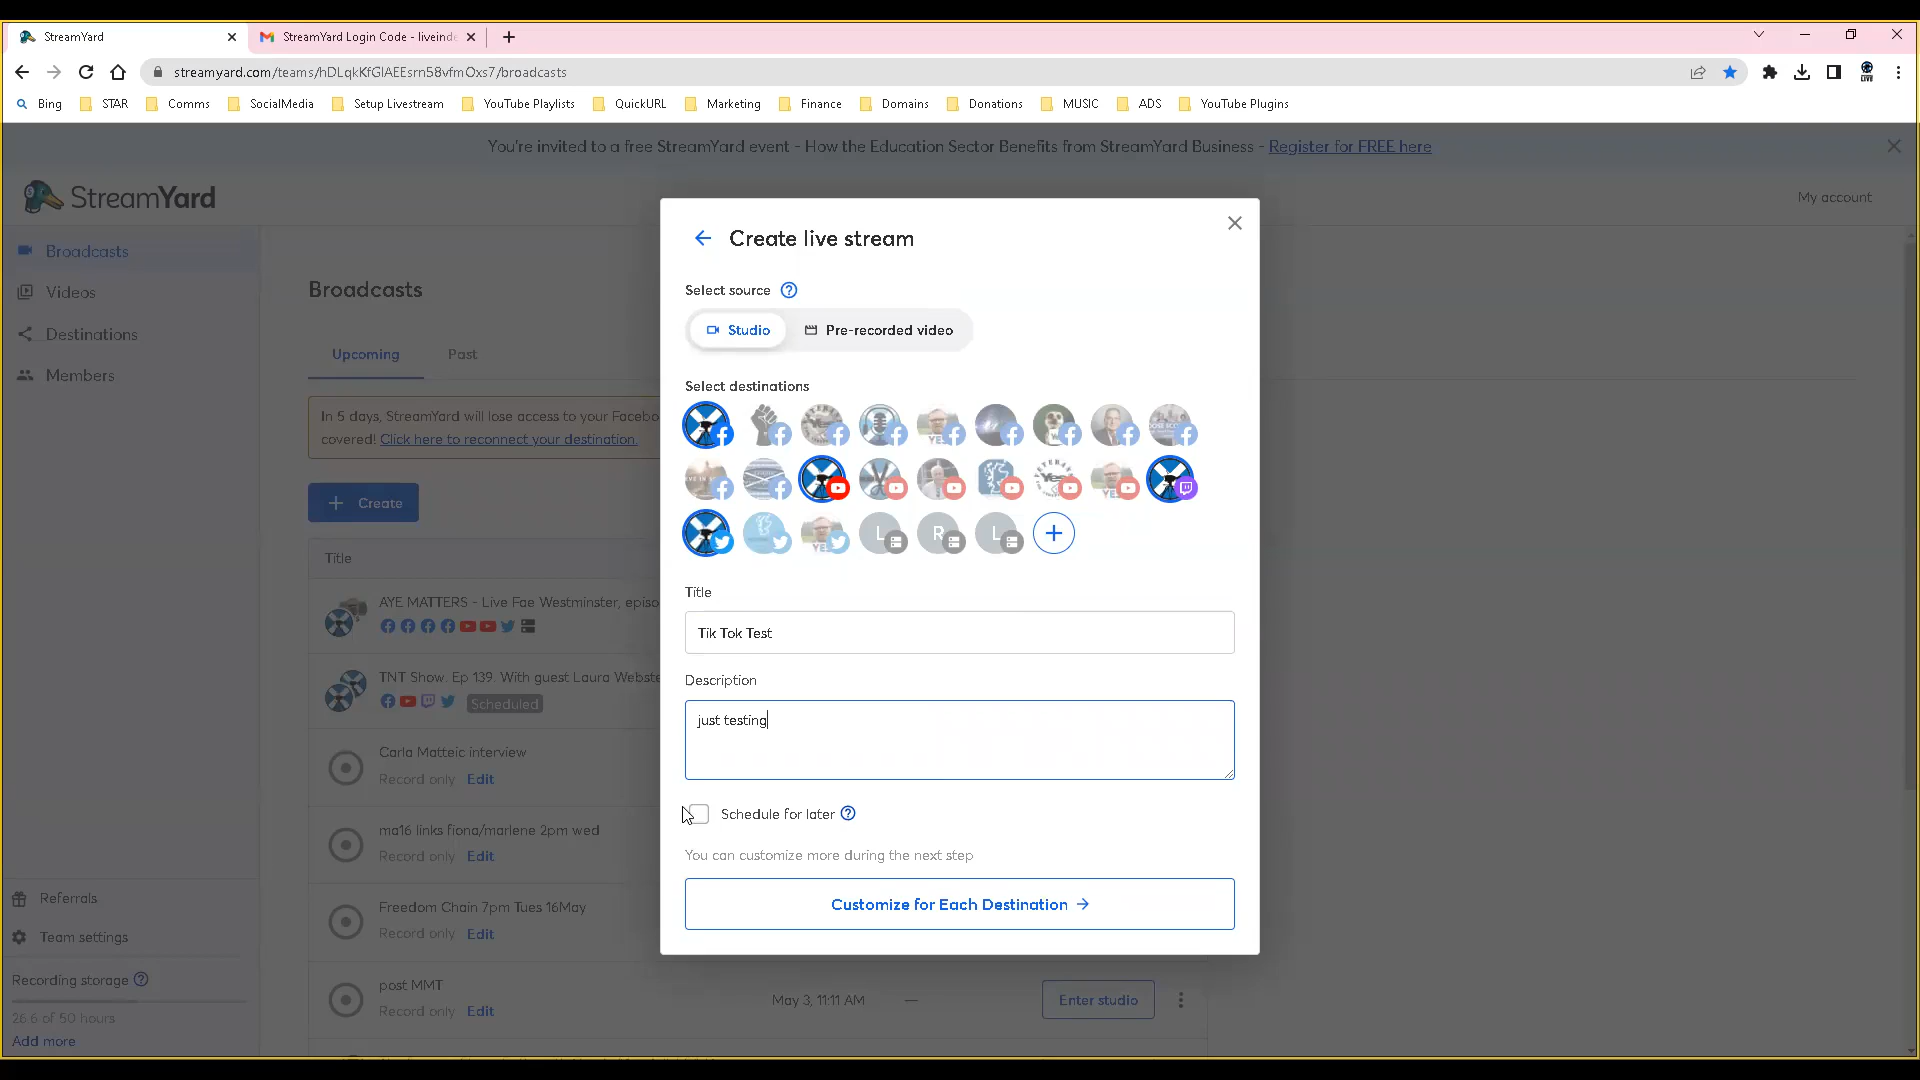 StreamYard
StreamYard Login Code - liveinde
streamyard.com/teams/hDLqkKfGlAEEsrn58vfmOxs7/broadcasts
Bing STAR Comms SocialMedia Setup Livestream YouTube Playlists QuickURL Marketing Finance Domains Donations MUSIC ADS YouTube Plugins
You're invited to a free StreamYard event - How the Education Sector Benefits from StreamYard Business - Register for FREE here
StreamYard
My account
Broadcasts
Videos
Destinations
Members
Broadcasts
Upcoming Past
In 5 days, StreamYard will lose access to your Facebo
covered! Click here to reconnect your destination.
+ Create
Title
AYE MATTERS - Live Fae Westminster, episo
TNT Show. Ep 139. With guest Laura Webste
Scheduled
Carla Matteic interview
Record only Edit
ma16 links fiona/marlene 2pm wed
Record only Edit
Freedom Chain 7pm Tues 16May
Record only Edit
post MMT
Record only Edit
May 3, 11:11 AM —
Enter studio
Referrals
Team settings
Recording storage
26.6 of 50 hours
Add more
Create live stream
Select source
Studio Pre-recorded video
Select destinations
YES
YES
YES L R L
Title
Tik Tok Test
Description
just testing
Schedule for later
You can customize more during the next step
Customize for Each Destination